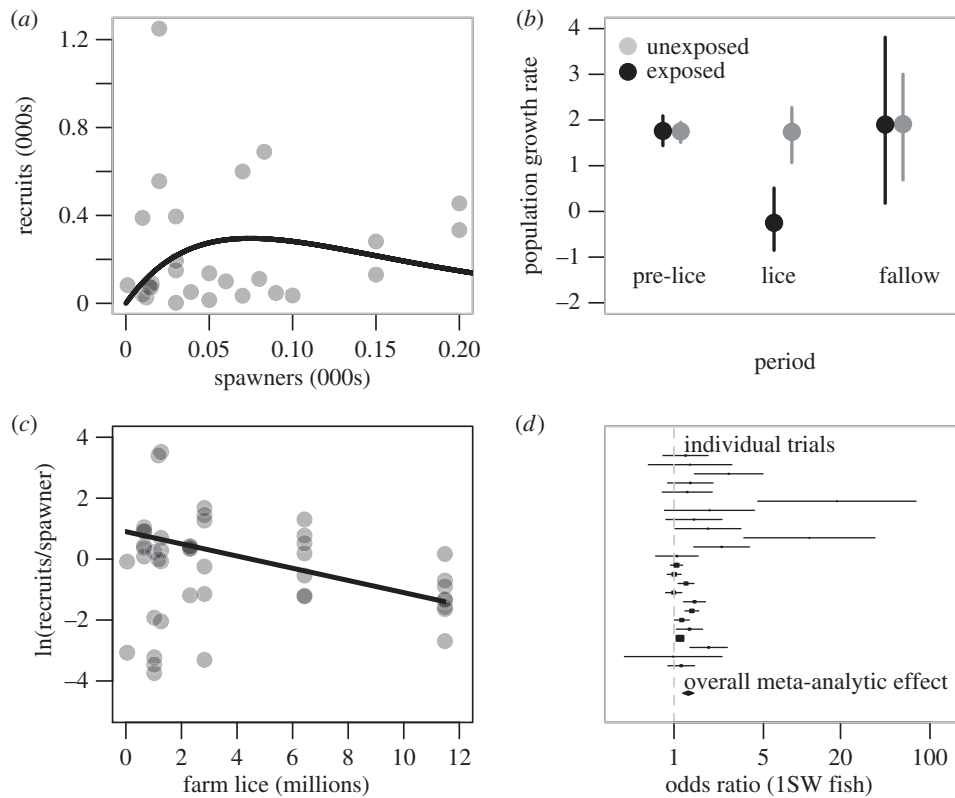 (a)
1.2
0.8
0.4
0
recruits (000s)
0 0.05 0.10 0.15 0.20
spawners (000s)
(b)
4
3
2
1
0
–1
–2
population growth rate
unexposed
exposed
pre-lice lice fallow
period
(c)
4
2
0
–2
–4
ln(recruits/spawner)
0 2 4 6 8 10 12
farm lice (millions)
(d)
individual trials
overall meta-analytic effect
1 5 20 100
odds ratio (1SW fish)